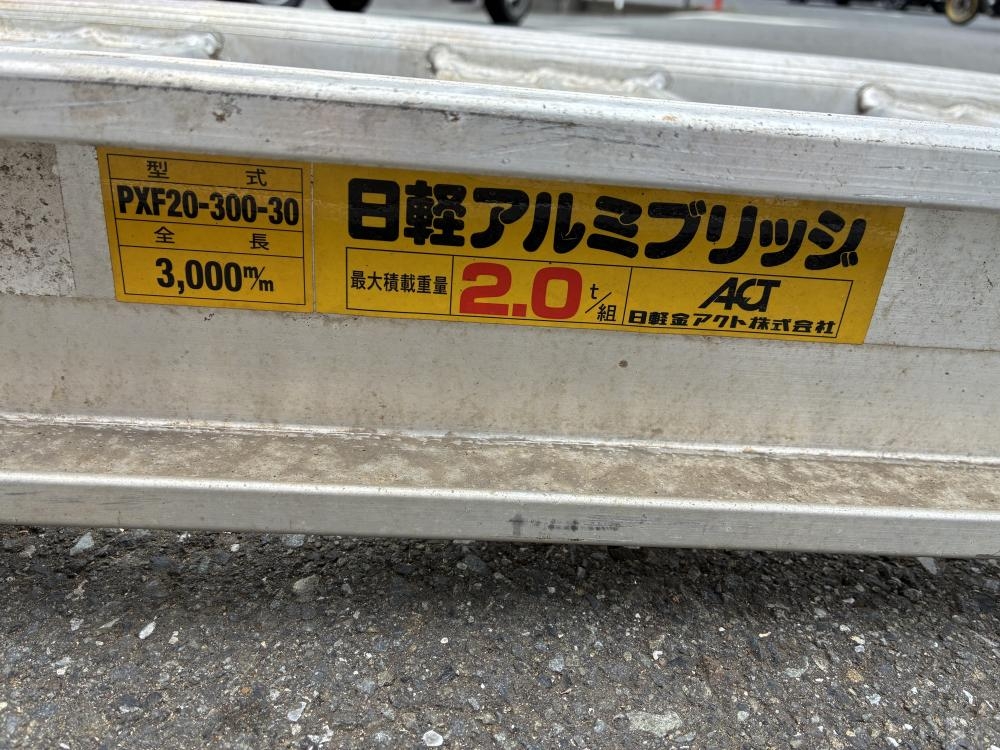 型式
PXF20-300-30
全長
3,000m/m
日軽アルミブリッジ
最大積載重量
2.0t/組
ACT
日軽金アクト株式会社